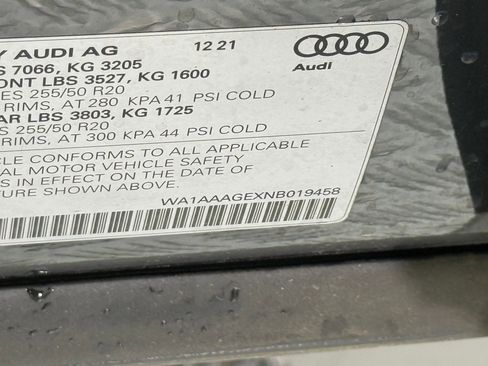 Y AUDI AG 12 21
S 7066, KG 3205
ONT LBS 3527, KG 1600
ES 255/50 R20
RIMS, AT 280 KPA 41 PSI COLD
AR LBS 3803, KG 1725
ES 255/50 R20
RIMS, AT 300 KPA 44 PSI COLD
CLE CONFORMS TO ALL APPLICABLE
AL MOTOR VEHICLE SAFETY
S IN EFFECT ON THE DATE OF
TURE SHOWN ABOVE.
WA1AAAGEXNB019458
Audi